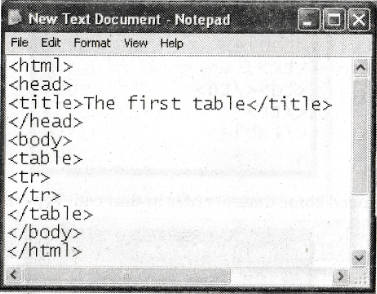 New Text Document - Notepad
File Edit Format View Help
<html>
<head>
<title>The first table</title>
</head>
<body>
<table>
<tr>
</tr>
</table>
</body>
</html>